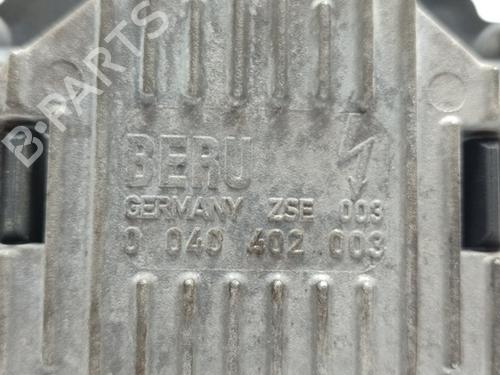 B-PARTS
BERU
GERMANY ZSE 003
0 040 402 003